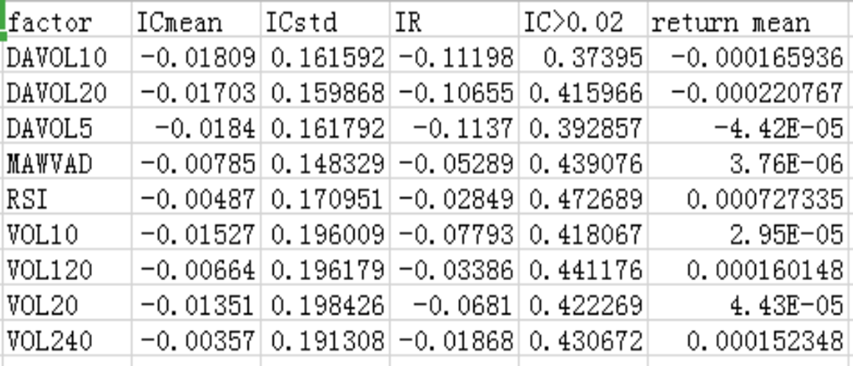 factor ICmean ICstd IR IC>0.02 return mean
DAVOL10 -0.01809 0.161592 -0.11198 0.37395 -0.000165936
DAVOL20 -0.01703 0.159868 -0.10655 0.415966 -0.000220767
DAVOL5 -0.0184 0.161792 -0.1137 0.392857 -4.42E-05
MAWVAD -0.00785 0.148329 -0.05289 0.439076 3.76E-06
RSI -0.00487 0.170951 -0.02849 0.472689 0.000727335
VOL10 -0.01527 0.196009 -0.07793 0.418067 2.95E-05
VOL120 -0.00664 0.196179 -0.03386 0.441176 0.000160148
VOL20 -0.01351 0.198426 -0.0681 0.422269 4.43E-05
VOL240 -0.00357 0.191308 -0.01868 0.430672 0.000152348